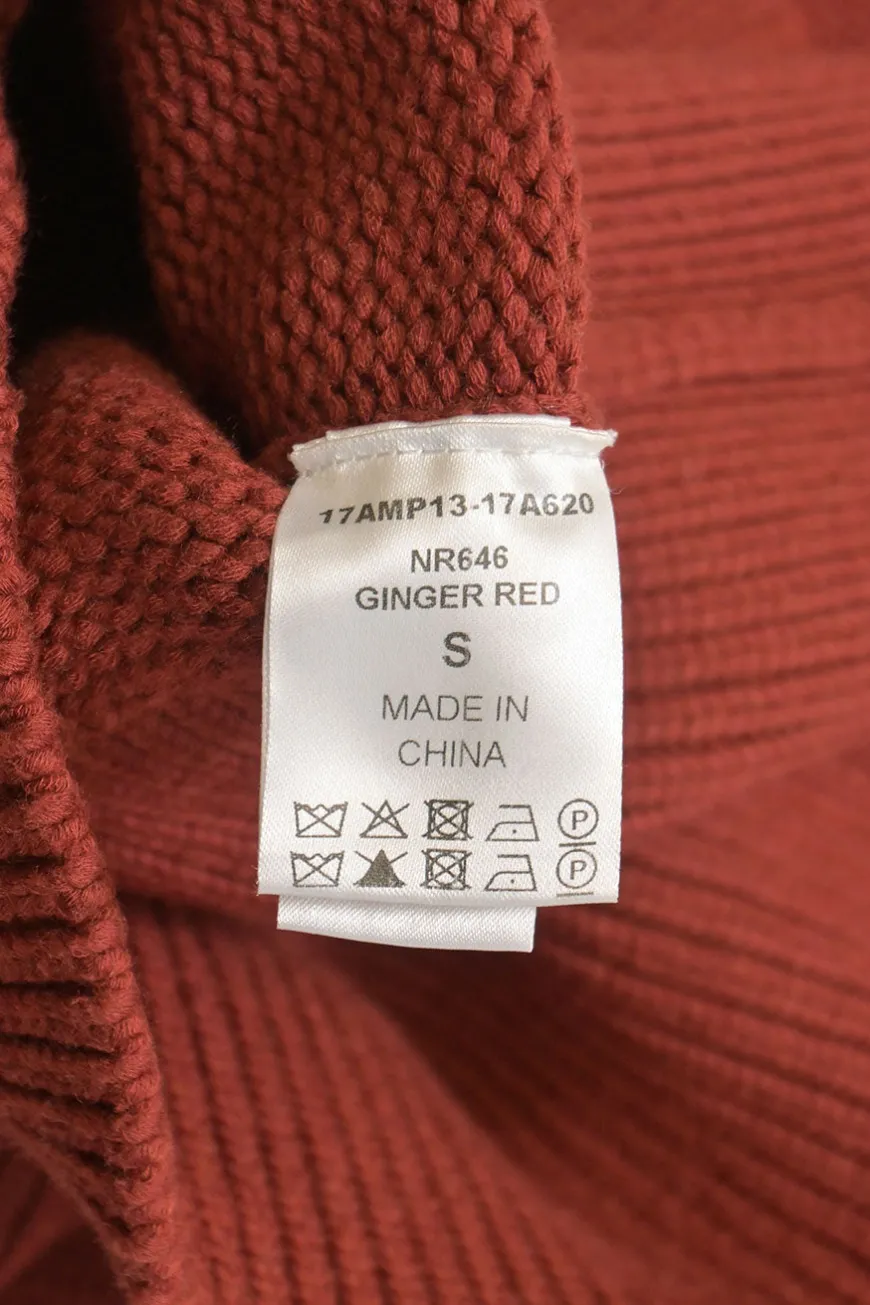 17AMP13-17A620
NR646
GINGER RED
S
MADE IN
CHINA
P
P